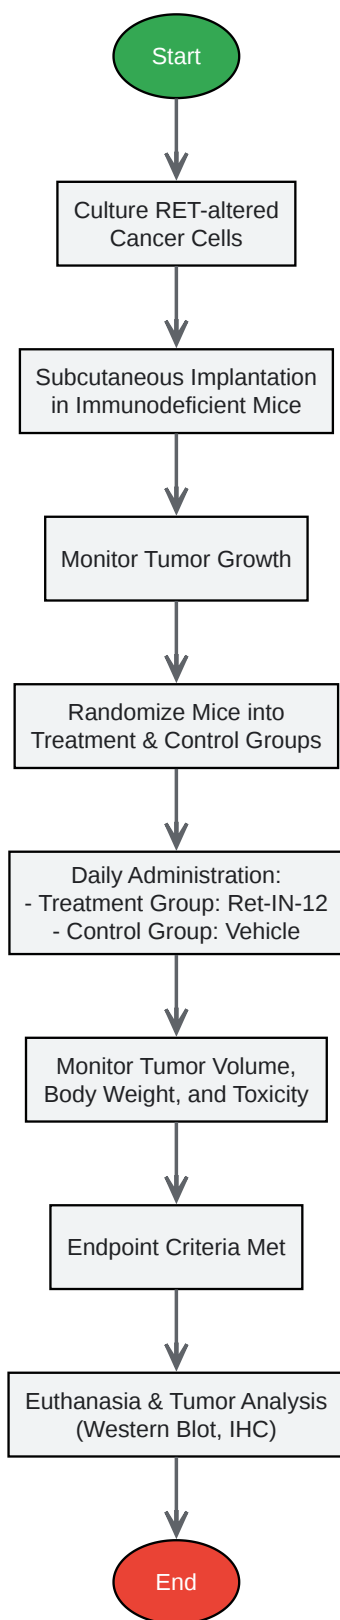 Start
Culture RET-altered
Cancer Cells
Subcutaneous Implantation
in Immunodeficient Mice
Monitor Tumor Growth
Randomize Mice into
Treatment & Control Groups
Daily Administration:
- Treatment Group: Ret-IN-12
- Control Group: Vehicle
Monitor Tumor Volume,
Body Weight, and Toxicity
Endpoint Criteria Met
Euthanasia & Tumor Analysis
(Western Blot, IHC)
End